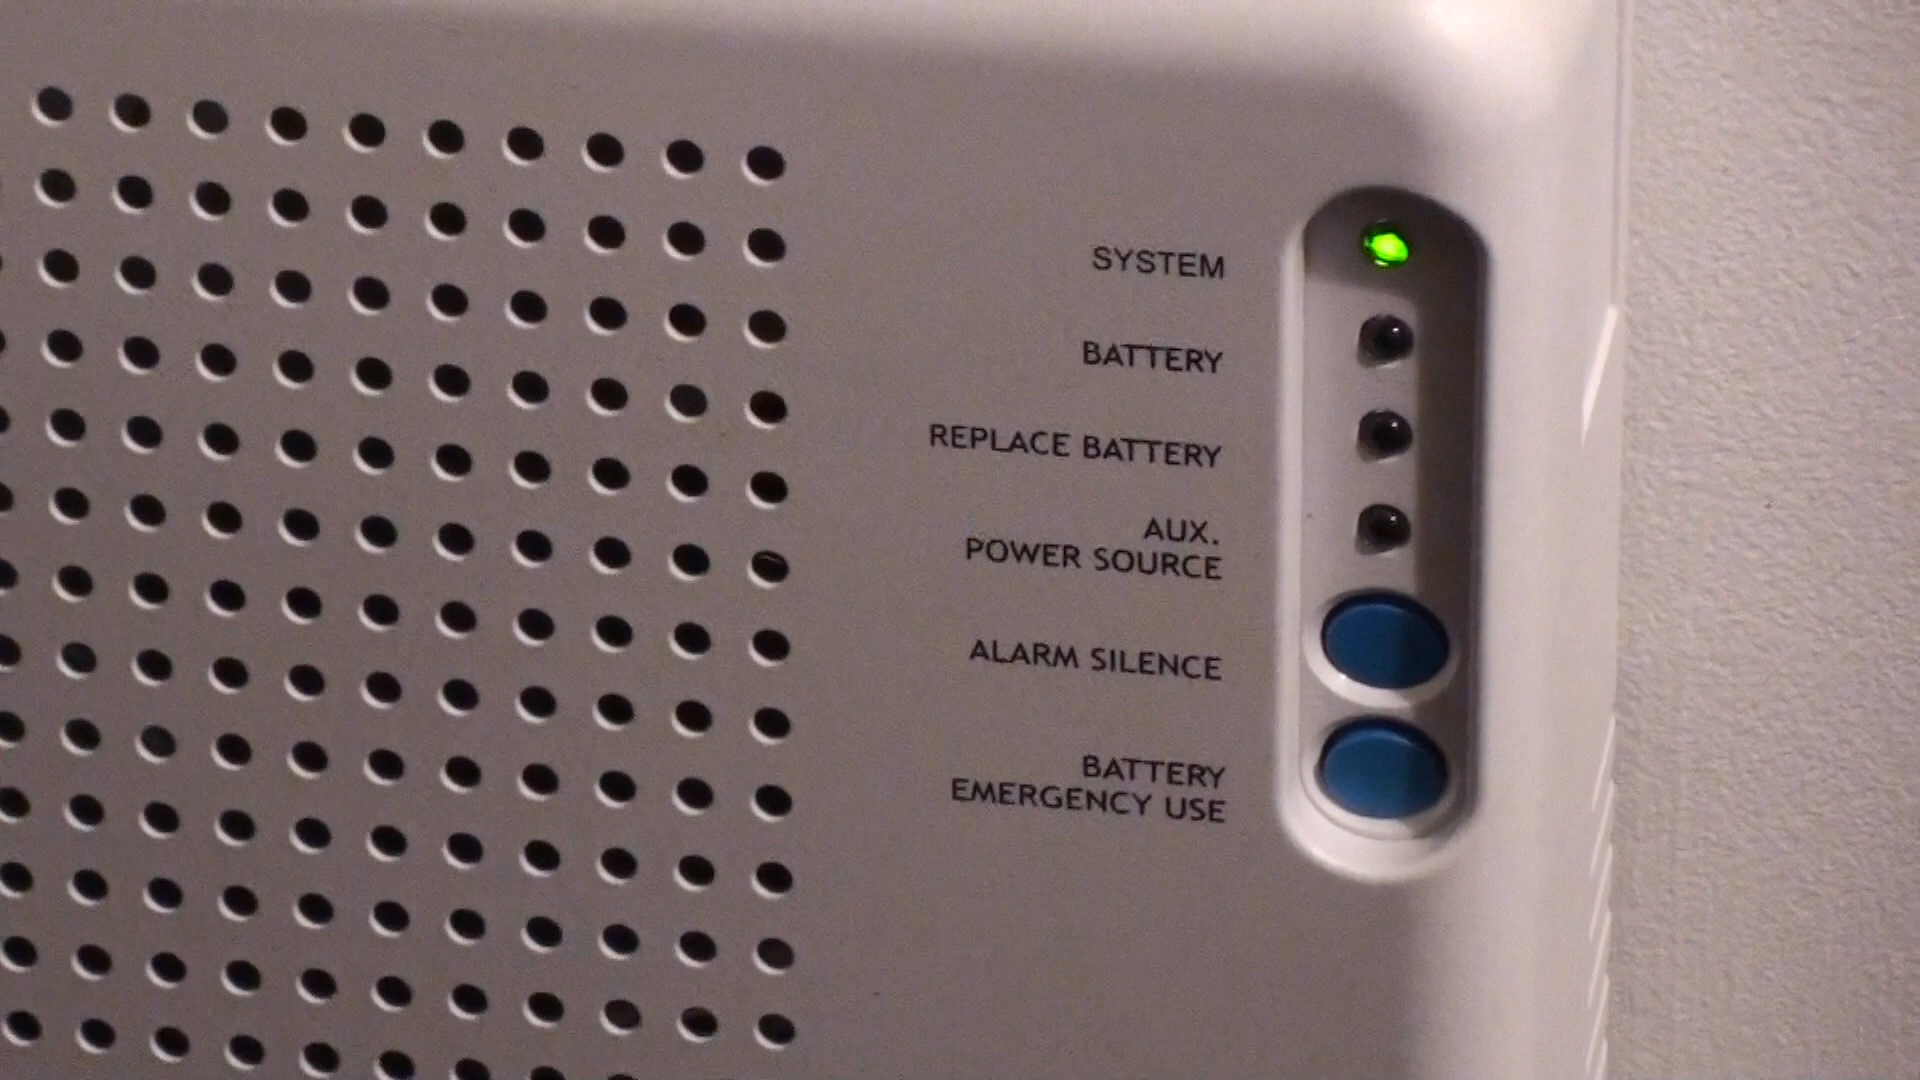 SYSTEM
BATTERY
REPLACE BATTERY
AUX.
POWER SOURCE
ALARM SILENCE
BATTERY
EMERGENCY USE